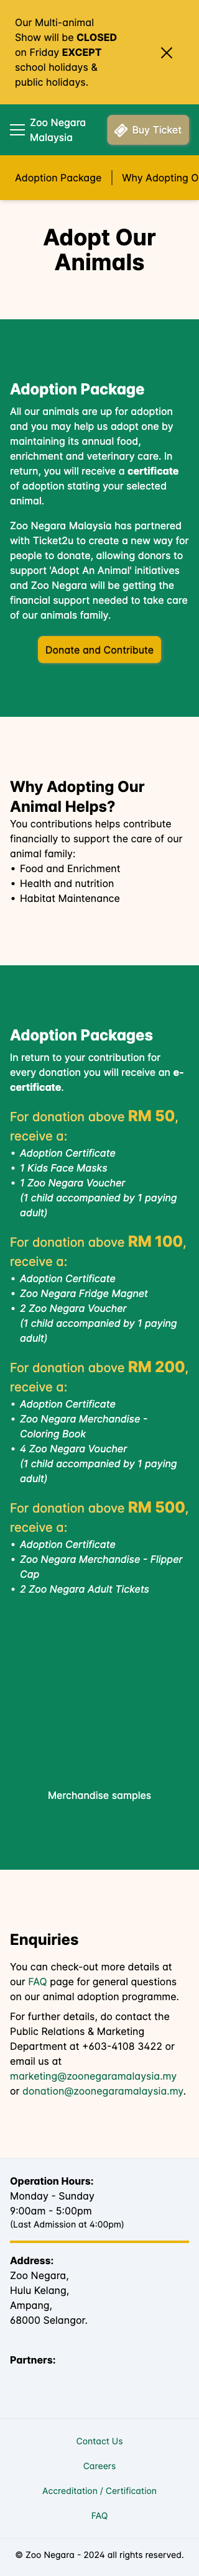 Our Multi-animal
Show will be CLOSED
on Friday EXCEPT
school holidays &
public holidays.
Zoo Negara
Malaysia
Buy Ticket
Adoption Package
Why Adopting O
Adopt Our
Animals
Adoption Package
All our animals are up for adoption
and you may help us adopt one by
maintaining its annual food,
enrichment and veterinary care. In
return, you will receive a certificate
of adoption stating your selected
animal.
Zoo Negara Malaysia has partnered
with Ticket2u to create a new way for
people to donate, allowing donors to
support 'Adopt An Animal' initiatives
and Zoo Negara will be getting the
financial support needed to take care
of our animals family.
Donate and Contribute
Why Adopting Our
Animal Helps?
You contributions helps contribute
financially to support the care of our
animal family:
• Food and Enrichment
• Health and nutrition
• Habitat Maintenance
Adoption Packages
In return to your contribution for
every donation you will receive an e-
certificate.
For donation above RM 50,
receive a:
• Adoption Certificate
• 1 Kids Face Masks
• 1 Zoo Negara Voucher
(1 child accompanied by 1 paying
adult)
For donation above RM 100,
receive a:
• Adoption Certificate
• Zoo Negara Fridge Magnet
• 2 Zoo Negara Voucher
(1 child accompanied by 1 paying
adult)
For donation above RM 200,
receive a:
• Adoption Certificate
• Zoo Negara Merchandise -
Coloring Book
• 4 Zoo Negara Voucher
(1 child accompanied by 1 paying
adult)
For donation above RM 500,
receive a:
• Adoption Certificate
• Zoo Negara Merchandise - Flipper
Cap
• 2 Zoo Negara Adult Tickets
Merchandise samples
Enquiries
You can check-out more details at
our FAQ page for general questions
on our animal adoption programme.
For further details, do contact the
Public Relations & Marketing
Department at +603-4108 3422 or
email us at
marketing@zoonegaramalaysia.my
or donation@zoonegaramalaysia.my.
Operation Hours:
Monday - Sunday
9:00am - 5:00pm
(Last Admission at 4:00pm)
Address:
Zoo Negara,
Hulu Kelang,
Ampang,
68000 Selangor.
Partners:
Contact Us
Careers
Accreditation / Certification
FAQ
© Zoo Negara - 2024 all rights reserved.